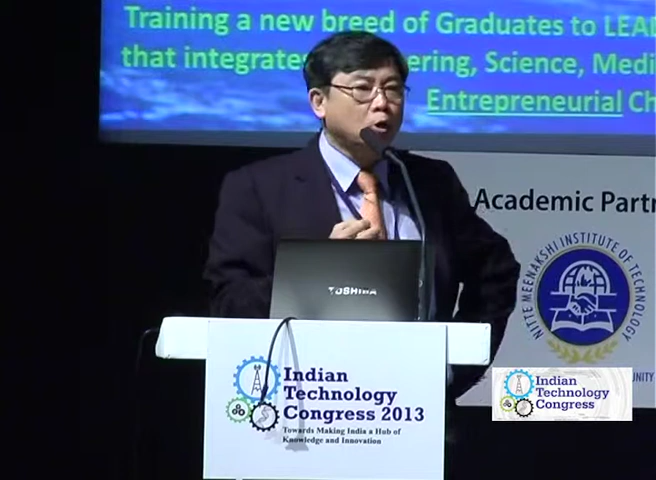 Training a new breed of Graduates to LEAD
that integrates Engineering, Science, Medi
Entrepreneurial Ch
Academic Partn
NITTE MEENAKSHI INSTITUTE OF TECHNOLOGY
TOSHIBA
Indian
Technology
Congress 2013
Towards Making India a Hub of
Knowledge and Innovation
Indian
Technology
Congress